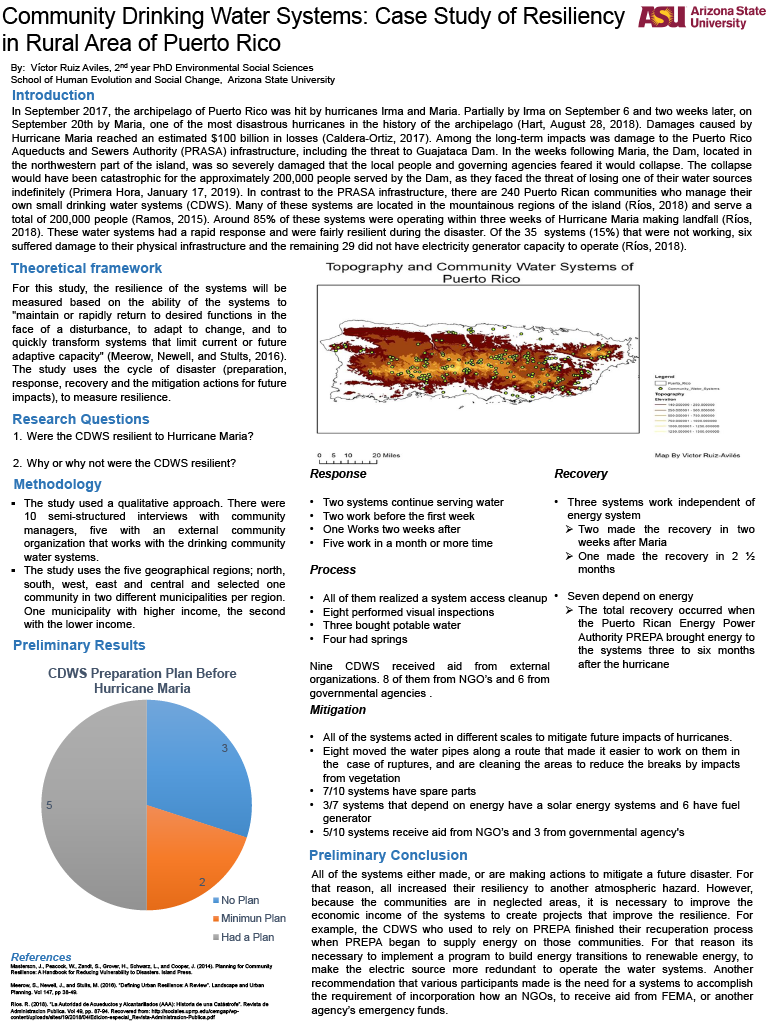 Community Drinking Water Systems: Case Study of Resiliency
in Rural Area of Puerto Rico
ASU Arizona State
University
By: Víctor Ruiz Aviles, 2nd year PhD Environmental Social Sciences
School of Human Evolution and Social Change, Arizona State University
Introduction
In September 2017, the archipelago of Puerto Rico was hit by hurricanes Irma and Maria. Partially by Irma on September 6 and two weeks later, on
September 20th by Maria, one of the most disastrous hurricanes in the history of the archipelago (Hart, August 28, 2018). Damages caused by
Hurricane Maria reached an estimated $100 billion in losses (Caldera-Ortiz, 2017). Among the long-term impacts was damage to the Puerto Rico
Aqueducts and Sewers Authority (PRASA) infrastructure, including the threat to Guajataca Dam. In the weeks following Maria, the Dam, located in
the northwestern part of the island, was so severely damaged that the local people and governing agencies feared it would collapse. The collapse
would have been catastrophic for the approximately 200,000 people served by the Dam, as they faced the threat of losing one of their water sources
indefinitely (Primera Hora, January 17, 2019). In contrast to the PRASA infrastructure, there are 240 Puerto Rican communities who manage their
own small drinking water systems (CDWS). Many of these systems are located in the mountainous regions of the island (Ríos, 2018) and serve a
total of 200,000 people (Ramos, 2015). Around 85% of these systems were operating within three weeks of Hurricane Maria making landfall (Ríos,
2018). These water systems had a rapid response and were fairly resilient during the disaster. Of the 35 systems (15%) that were not working, six
suffered damage to their physical infrastructure and the remaining 29 did not have electricity generator capacity to operate (Ríos, 2018).
Theoretical framework
For this study, the resilience of the systems will be
measured based on the ability of the systems to
"maintain or rapidly return to desired functions in the
face of a disturbance, to adapt to change, and to
quickly transform systems that limit current or future
adaptive capacity" (Meerow, Newell, and Stults, 2016).
The study uses the cycle of disaster (preparation,
response, recovery and the mitigation actions for future
impacts), to measure resilience.
Research Questions
1. Were the CDWS resilient to Hurricane Maria?
2. Why or why not were the CDWS resilient?
Methodology
▪ The study used a qualitative approach. There were
10 semi-structured interviews with community
managers, five with an external community
organization that works with the drinking community
water systems.
▪ The study uses the five geographical regions; north,
south, west, east and central and selected one
community in two different municipalities per region.
One municipality with higher income, the second
with the lower income.
Preliminary Results
CDWS Preparation Plan Before
Hurricane Maria
3
5
2
No Plan
Minimun Plan
Had a Plan
References
Masterson, J., Peacock, W., Zandt, S., Grover, H., Schwarz, L., and Cooper, J. (2014). Planning for Community
Resilience: A Handbook for Reducing Vulnerability to Disasters. Island Press.
Meerow, S., Newell, J., and Stults, M. (2016). "Defining Urban Resilience: A Review". Landscape and Urban
Planning. Vol 147, pp 38-49.
Ríos, R. (2018). "La Autoridad de Acueductos y Alcantarillados (AAA): Historia de una Catástrofe". Revista de
Administracion Publica. Vol 49, pp. 87-94. Recovered from: http://sociales.uprrp.edu/cemgap/wp-
content/uploads/sites/19/2018/04/Edicion-especial_Revista-Administracion-Publica.pdf
Topography and Community Water Systems of
Puerto Rico
Legend
Puerto_Rico
Community_Water_Systems
Topography
Elevation
0 5 10 20 Miles
Map By Victor Ruiz-Avilés
Response
• Two systems continue serving water
• Two work before the first week
• One Works two weeks after
• Five work in a month or more time
Process
• All of them realized a system access cleanup
• Eight performed visual inspections
• Three bought potable water
• Four had springs
Nine CDWS received aid from external
organizations. 8 of them from NGO's and 6 from
governmental agencies .
Recovery
• Three systems work independent of
energy system
➢ Two made the recovery in two
weeks after Maria
➢ One made the recovery in 2 ½
months
• Seven depend on energy
➢ The total recovery occurred when
the Puerto Rican Energy Power
Authority PREPA brought energy to
the systems three to six months
after the hurricane
Mitigation
• All of the systems acted in different scales to mitigate future impacts of hurricanes.
• Eight moved the water pipes along a route that made it easier to work on them in
the case of ruptures, and are cleaning the areas to reduce the breaks by impacts
from vegetation
• 7/10 systems have spare parts
• 3/7 systems that depend on energy have a solar energy systems and 6 have fuel
generator
• 5/10 systems receive aid from NGO's and 3 from governmental agency's
Preliminary Conclusion
All of the systems either made, or are making actions to mitigate a future disaster. For
that reason, all increased their resiliency to another atmospheric hazard. However,
because the communities are in neglected areas, it is necessary to improve the
economic income of the systems to create projects that improve the resilience. For
example, the CDWS who used to rely on PREPA finished their recuperation process
when PREPA began to supply energy on those communities. For that reason its
necessary to implement a program to build energy transitions to renewable energy, to
make the electric source more redundant to operate the water systems. Another
recommendation that various participants made is the need for a systems to accomplish
the requirement of incorporation how an NGOs, to receive aid from FEMA, or another
agency's emergency funds.